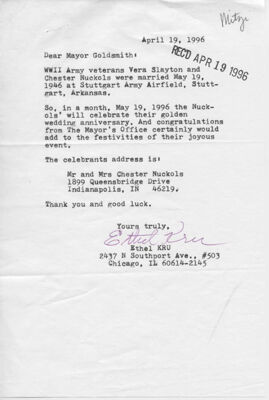 Mitzi
April 19, 1996
REC'D APR 19 1996
Dear Mayor Goldsmith:
WWII Army veterans Vera Slayton and
Chester Nuckols were married May 19,
1946 at Stuttgart Army Airfield, Stutt-
gart, Arkansas.
So, in a month, May 19, 1996 the Nuck-
ols' will celebrate their golden
wedding anniversary. And congratulations
from The Mayor's Office certainly would
add to the festivities of their joyous
event.
The celebrants address is:
Mr and Mrs Chester Nuckols
1899 Queensbridge Drive
Indianapolis, IN 46219.
Thank you and good luck.
Yours truly,
Ethel Kru
Ethel KRU
2437 N Southport Ave., #503
Chicago, IL 60614-2145